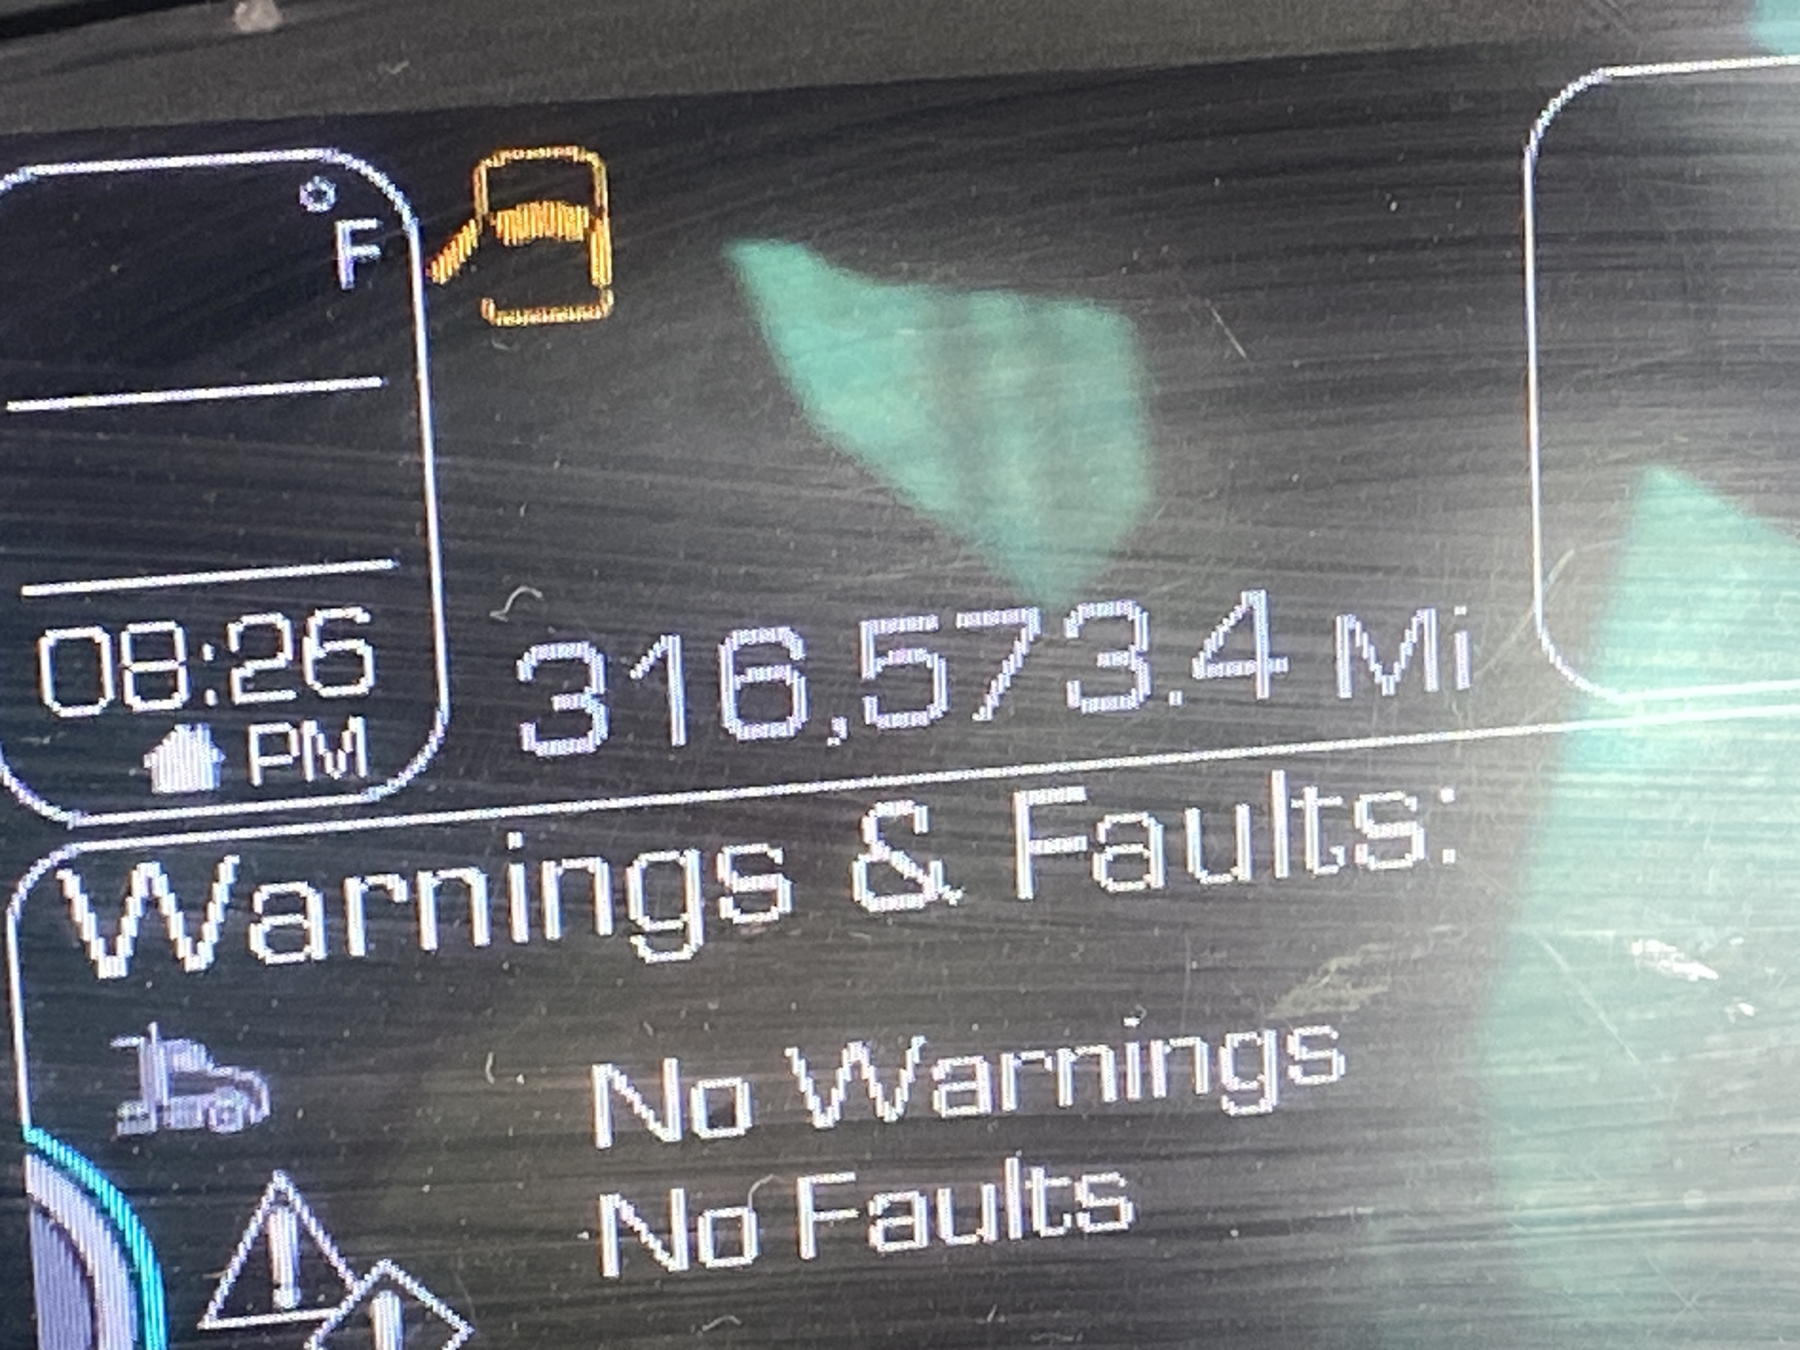 °F
08:26
PM
316,573.4 Mi
Warnings & Faults:
No Warnings
No Faults